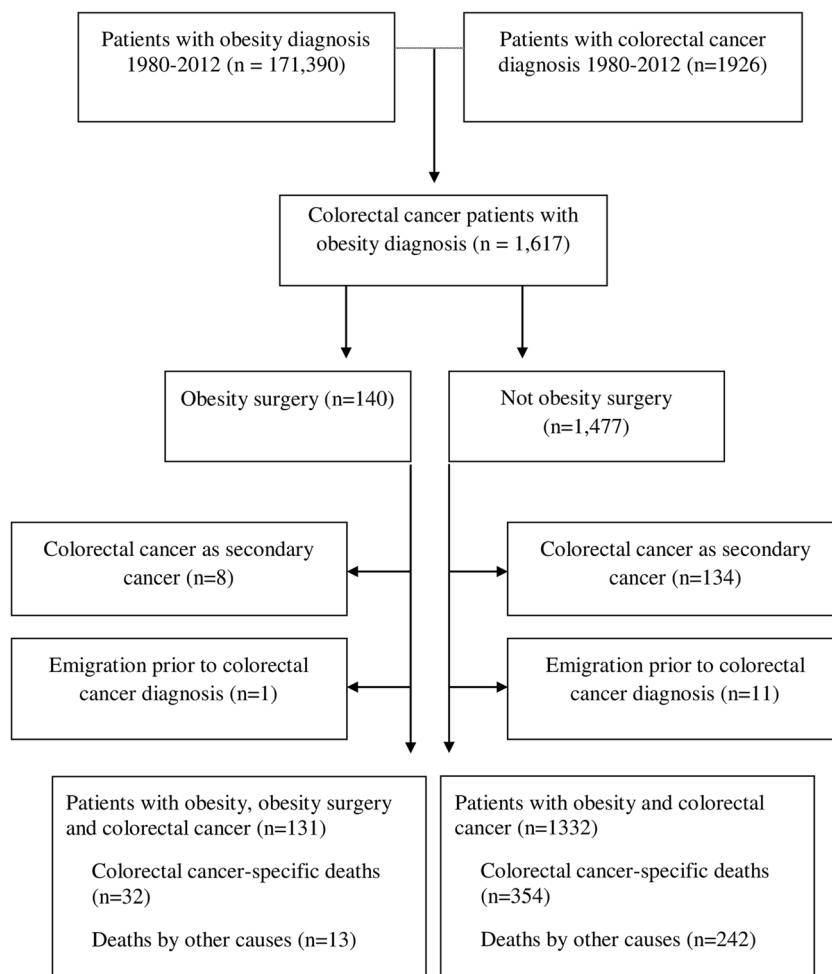 Patients with obesity diagnosis
1980-2012 (n = 171,390)
Patients with colorectal cancer
diagnosis 1980-2012 (n=1926)
Colorectal cancer patients with
obesity diagnosis (n = 1,617)
Obesity surgery (n=140)
Not obesity surgery
(n=1,477)
Colorectal cancer as secondary
cancer (n=8)
Colorectal cancer as secondary
cancer (n=134)
Emigration prior to colorectal
cancer diagnosis (n=1)
Emigration prior to colorectal
cancer diagnosis (n=11)
Patients with obesity, obesity surgery
and colorectal cancer (n=131)
Colorectal cancer-specific deaths
(n=32)
Deaths by other causes (n=13)
Patients with obesity and colorectal
cancer (n=1332)
Colorectal cancer-specific deaths
(n=354)
Deaths by other causes (n=242)